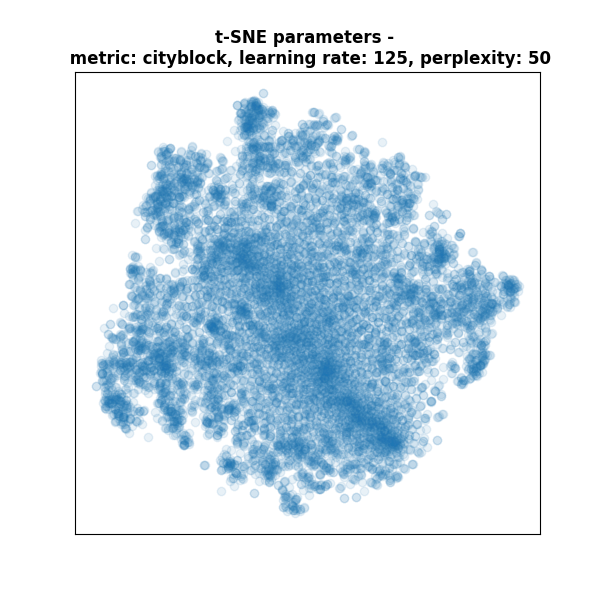 t-SNE parameters -
metric: cityblock, learning rate: 125, perplexity: 50